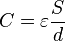 C = ε S/d